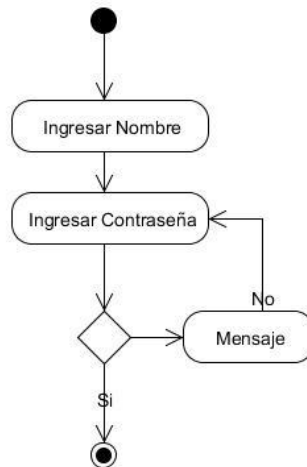 Ingresar Nombre
Ingresar Contraseña
No
Mensaje
Si